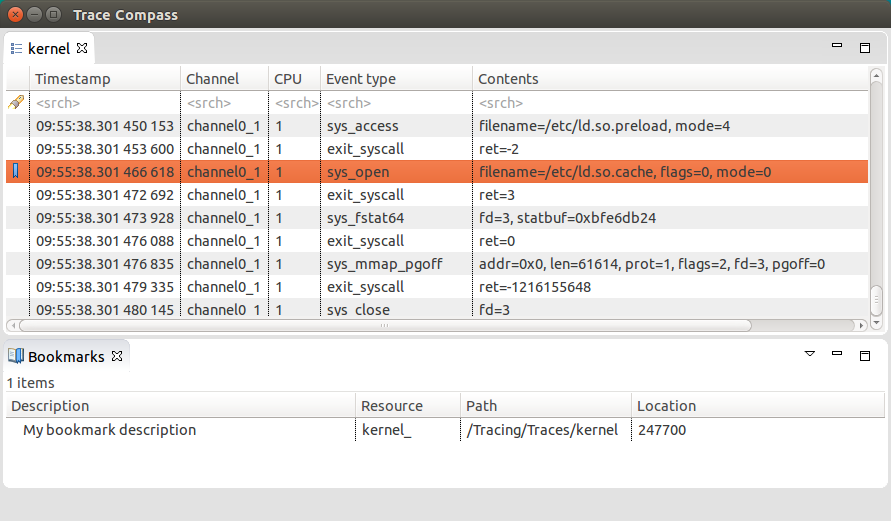 Trace Compass
kernel
Timestamp Channel CPU Event type Contents
<srch> <srch> <srch> <srch> <srch>
09:55:38.301 450 153 channel0_1 1 sys_access filename=/etc/ld.so.preload, mode=4
09:55:38.301 453 600 channel0_1 1 exit_syscall ret=-2
09:55:38.301 466 618 channel0_1 1 sys_open filename=/etc/ld.so.cache, flags=0, mode=0
09:55:38.301 472 692 channel0_1 1 exit_syscall ret=3
09:55:38.301 473 928 channel0_1 1 sys_fstat64 fd=3, statbuf=0xbfe6db24
09:55:38.301 476 088 channel0_1 1 exit_syscall ret=0
09:55:38.301 476 835 channel0_1 1 sys_mmap_pgoff addr=0x0, len=61614, prot=1, flags=2, fd=3, pgoff=0
09:55:38.301 479 335 channel0_1 1 exit_syscall ret=-1216155648
09:55:38.301 480 145 channel0_1 1 sys_close fd=3
Bookmarks
1 items
Description Resource Path Location
My bookmark description kernel_ /Tracing/Traces/kernel 247700